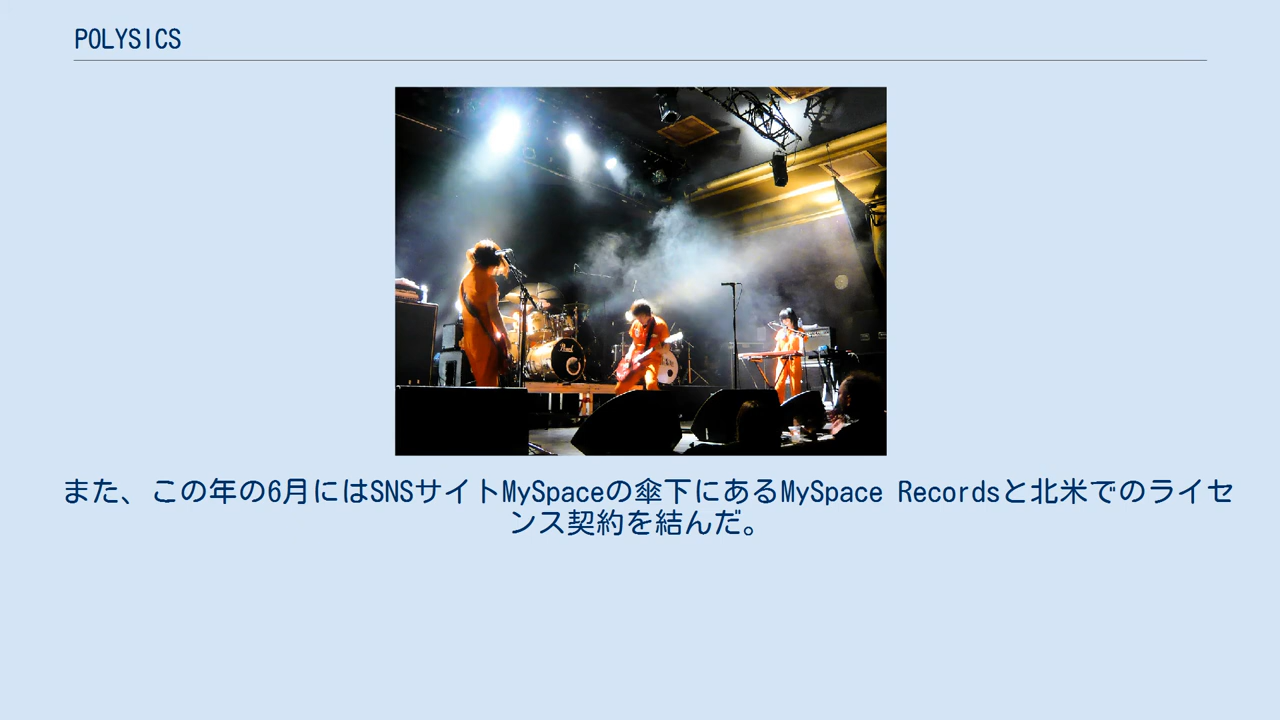 POLYSICS
また、この年の6月にはSNSサイトMySpaceの傘下にあるMySpace Recordsと北米でのライセ
ンス契約を結んだ。